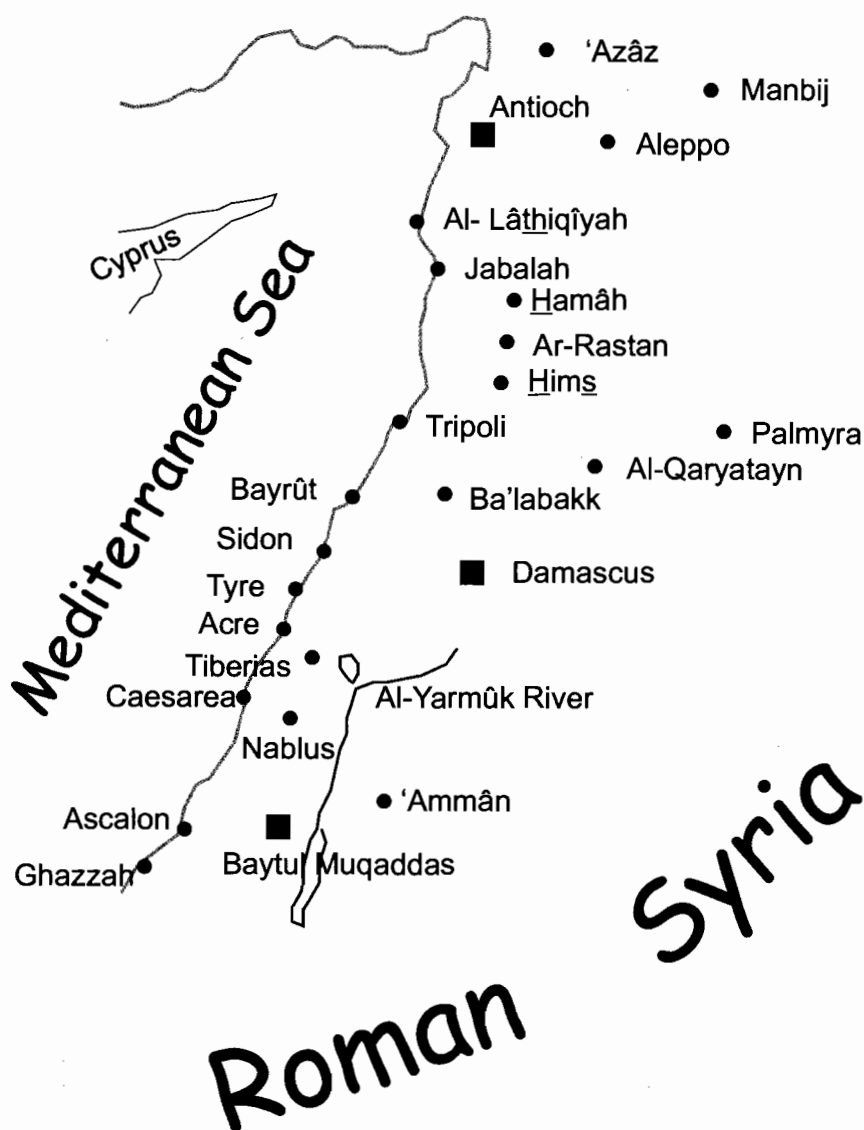 ‘Azâz
Manbij
Antioch
Aleppo
Al- Lâthiqîyah
Cyprus
Jabalah
Hamâh
Ar-Rastan
Hims
Mediterranean Sea
Tripoli
Palmyra
Al-Qaryatayn
Bayrût
Ba’labakk
Sidon
Damascus
Tyre
Acre
Tiberias
Caesarea
Al-Yarmûk River
Nablus
‘Ammân
Ascalon
Baytul Muqaddas
Ghazzah
Roman Syria